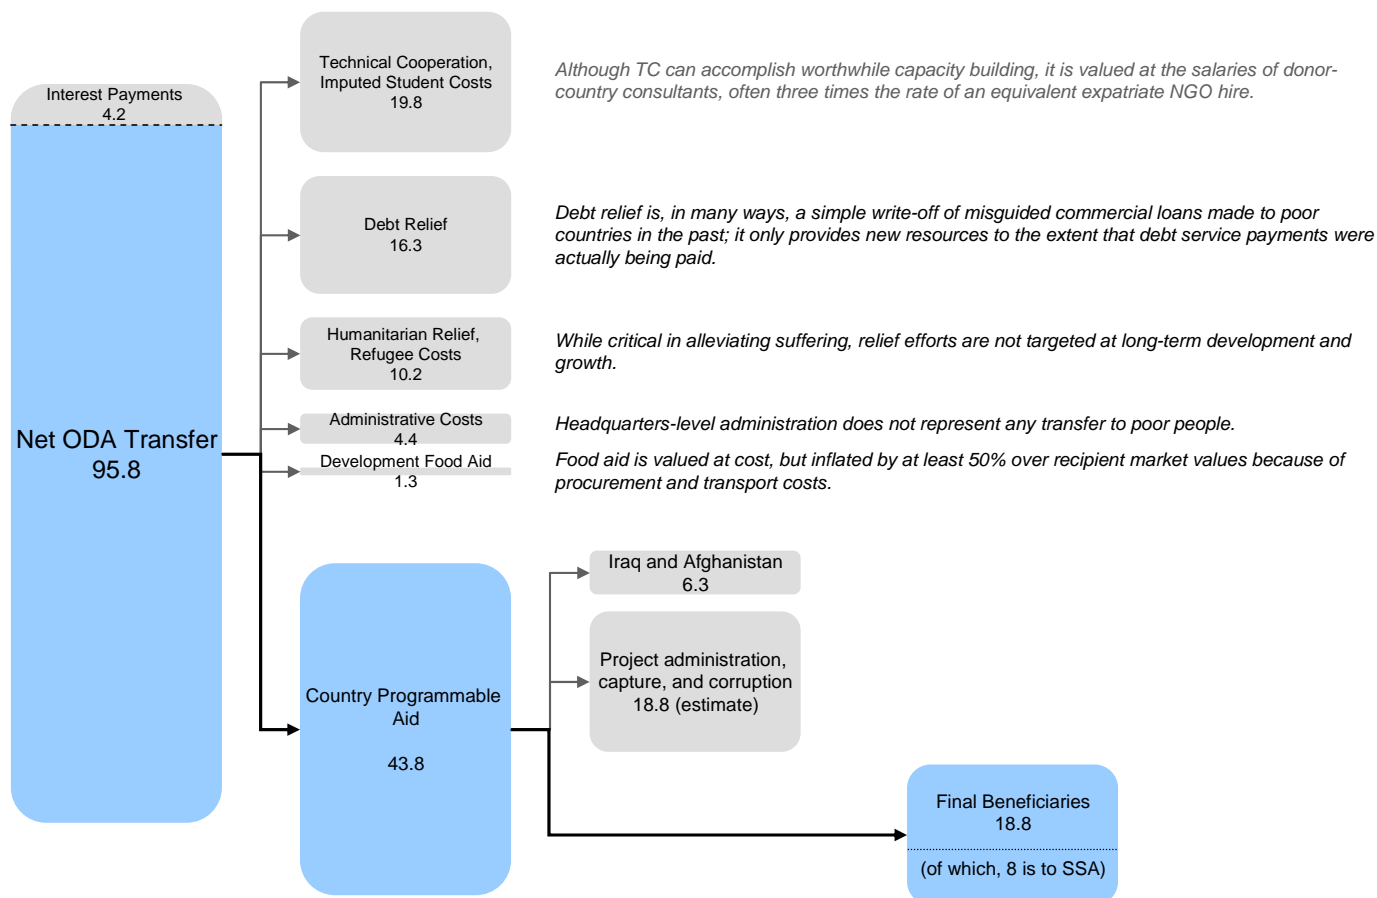 Interest Payments
4.2
Net ODA Transfer
95.8
Technical Cooperation,
Imputed Student Costs
19.8
Although TC can accomplish worthwhile capacity building, it is valued at the salaries of donor-
country consultants, often three times the rate of an equivalent expatriate NGO hire.
Debt Relief
16.3
Debt relief is, in many ways, a simple write-off of misguided commercial loans made to poor
countries in the past; it only provides new resources to the extent that debt service payments were
actually being paid.
Humanitarian Relief,
Refugee Costs
10.2
While critical in alleviating suffering, relief efforts are not targeted at long-term development and
growth.
Administrative Costs
4.4
Headquarters-level administration does not represent any transfer to poor people.
Development Food Aid
1.3
Food aid is valued at cost, but inflated by at least 50% over recipient market values because of
procurement and transport costs.
Country Programmable
Aid
43.8
Iraq and Afghanistan
6.3
Project administration,
capture, and corruption
18.8 (estimate)
Final Beneficiaries
18.8
(of which, 8 is to SSA)